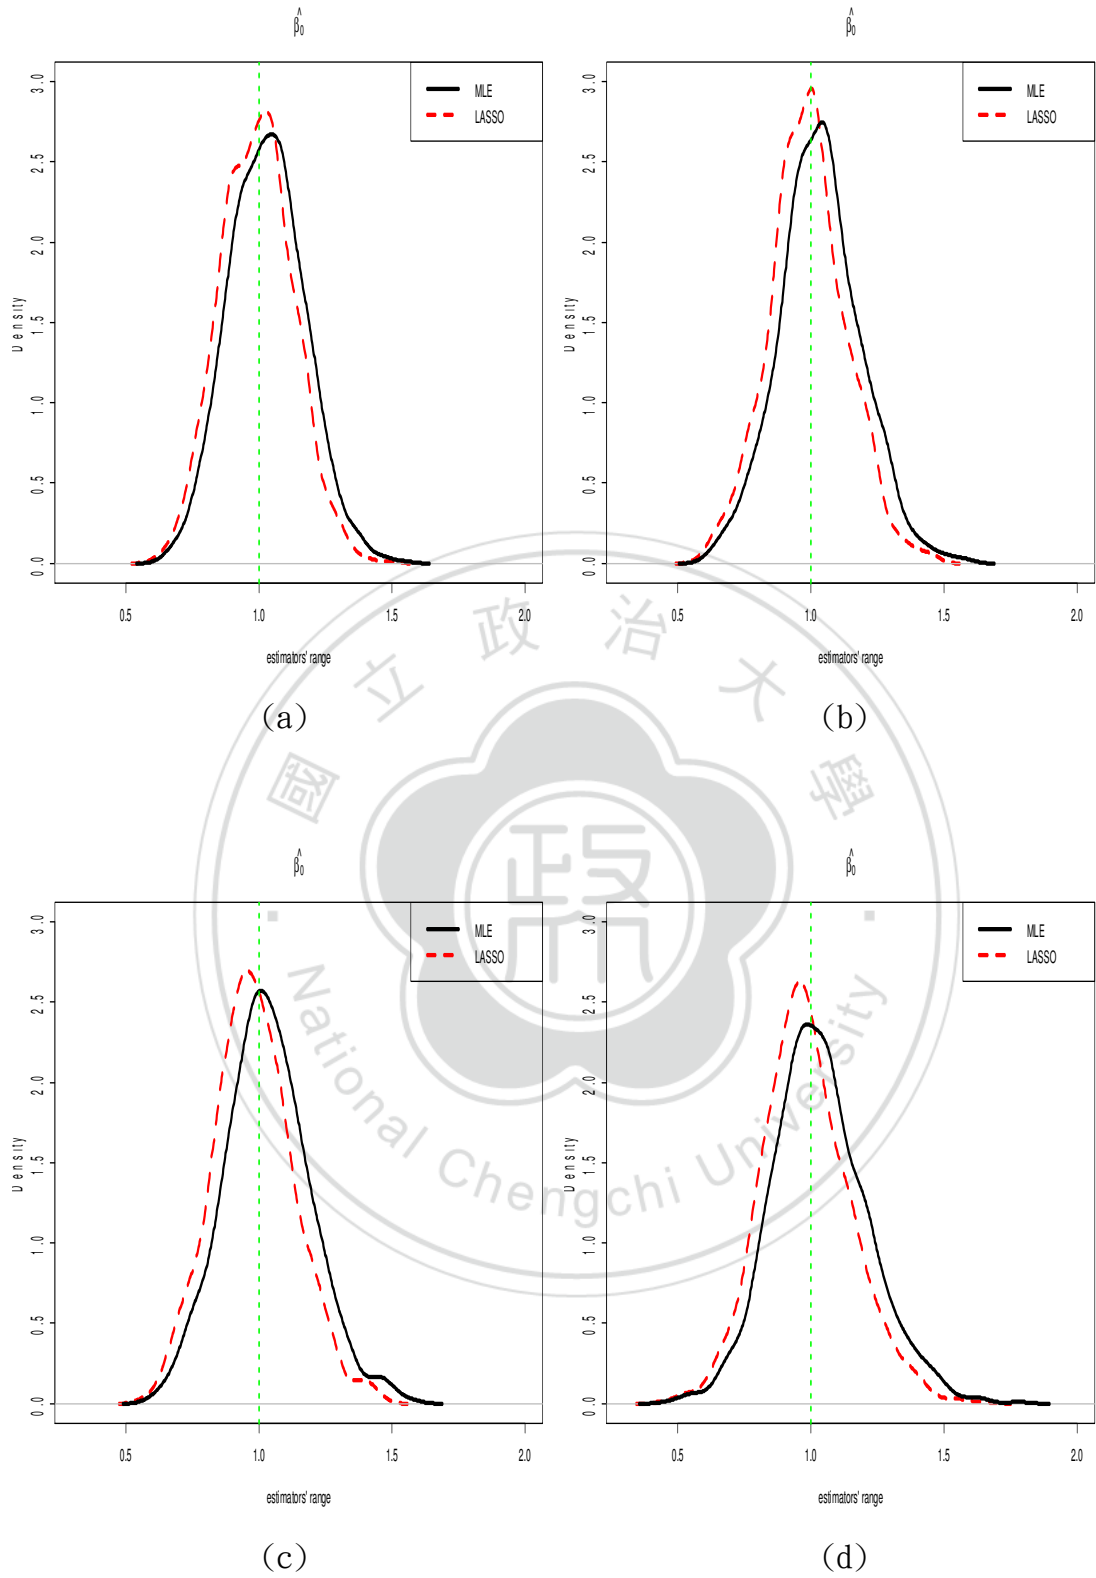 β̂0
3.0
2.5
2.0
1.5
1.0
0.5
0.0
Density
MLE
LASSO
0.5 1.0 1.5 2.0
estimators' range
(a)
β̂0
3.0
2.5
2.0
1.5
1.0
0.5
0.0
Density
MLE
LASSO
0.5 1.0 1.5 2.0
estimators' range
(b)
國立政治大學
政
National Chengchi University
β̂0
3.0
2.5
2.0
1.5
1.0
0.5
0.0
Density
MLE
LASSO
0.5 1.0 1.5 2.0
estimators' range
(c)
β̂0
3.0
2.5
2.0
1.5
1.0
0.5
0.0
Density
MLE
LASSO
0.5 1.0 1.5 2.0
estimators' range
(d)